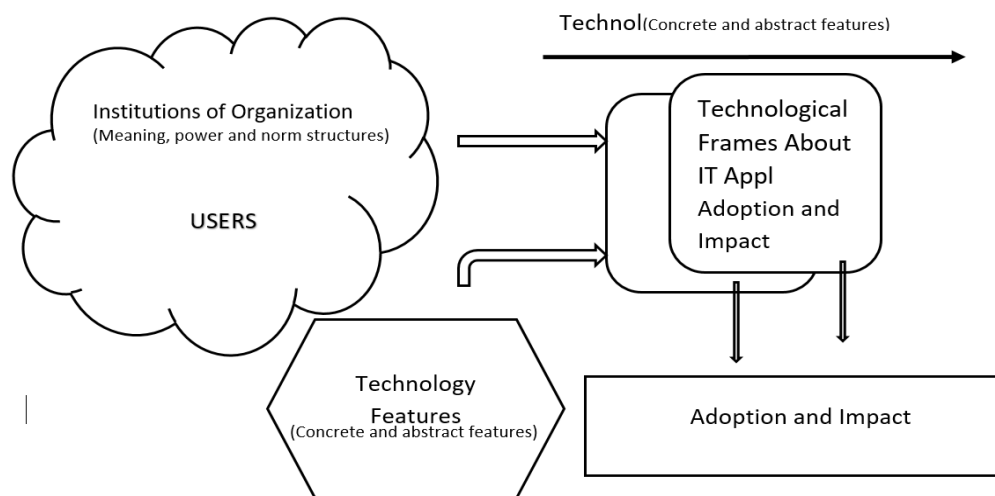 Technol(Concrete and abstract features)
Institutions of Organization
(Meaning, power and norm structures)
USERS
Technological
Frames About
IT Appl
Adoption and
Impact
Technology
Features
(Concrete and abstract features)
Adoption and Impact